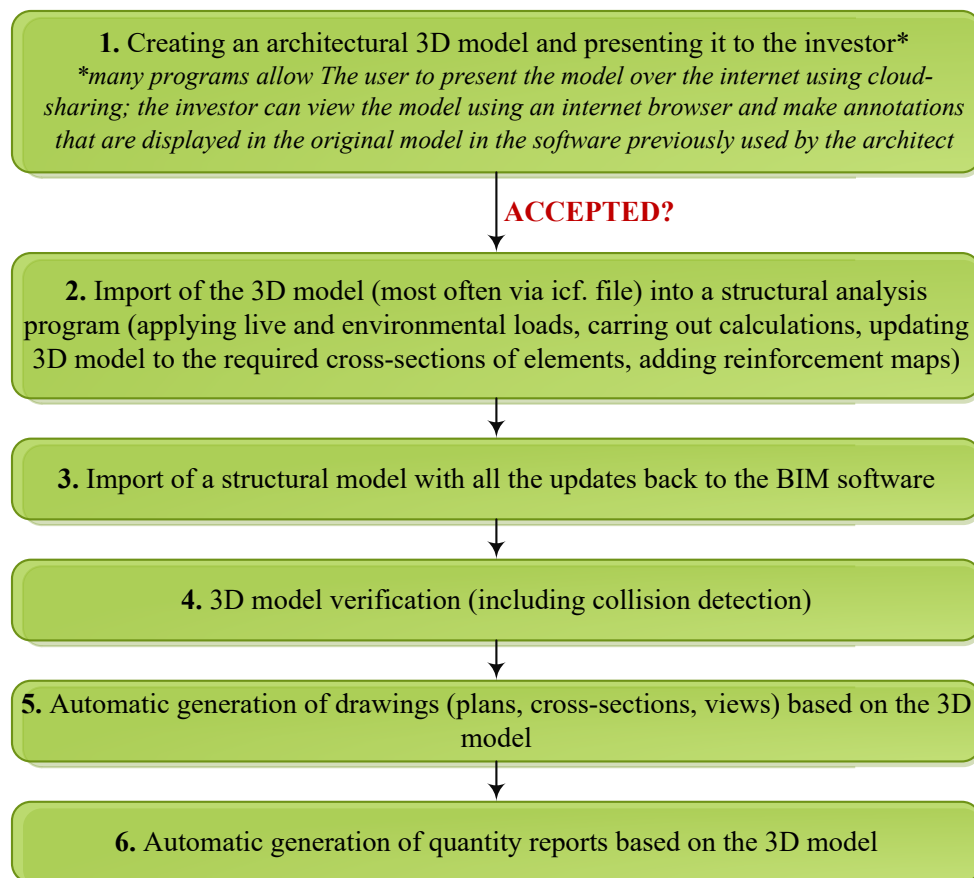 1. Creating an architectural 3D model and presenting it to the investor*
*many programs allow The user to present the model over the internet using cloud-
sharing; the investor can view the model using an internet browser and make annotations
that are displayed in the original model in the software previously used by the architect
ACCEPTED?
2. Import of the 3D model (most often via icf. file) into a structural analysis
program (applying live and environmental loads, carring out calculations, updating
3D model to the required cross-sections of elements, adding reinforcement maps)
3. Import of a structural model with all the updates back to the BIM software
4. 3D model verification (including collision detection)
5. Automatic generation of drawings (plans, cross-sections, views) based on the 3D
model
6. Automatic generation of quantity reports based on the 3D model